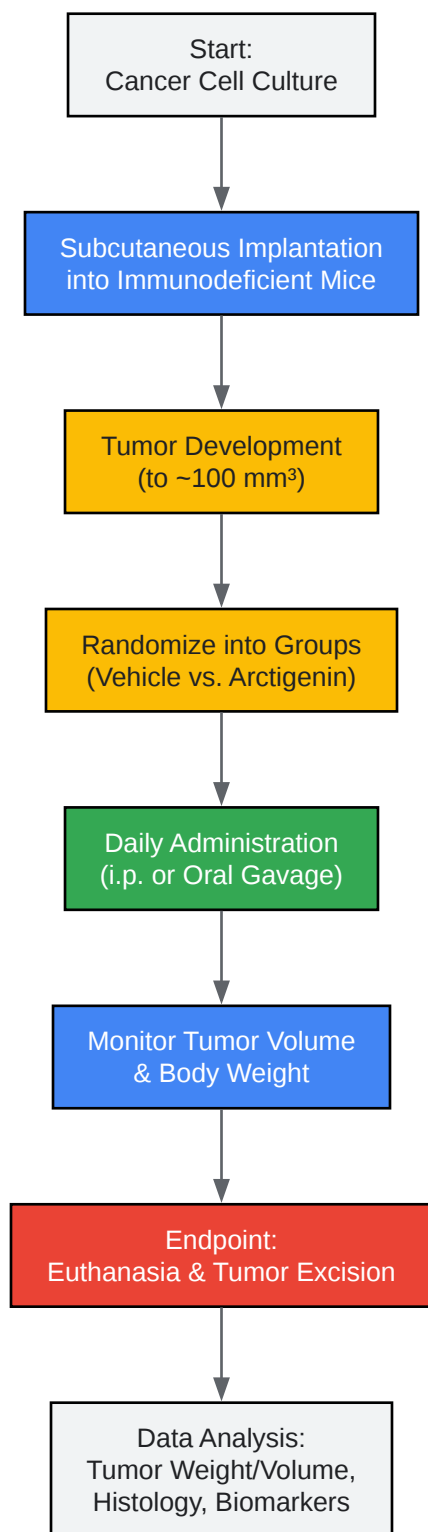 Start:
Cancer Cell Culture
Subcutaneous Implantation
into Immunodeficient Mice
Tumor Development
(to ~100 mm³)
Randomize into Groups
(Vehicle vs. Arctigenin)
Daily Administration
(i.p. or Oral Gavage)
Monitor Tumor Volume
& Body Weight
Endpoint:
Euthanasia & Tumor Excision
Data Analysis:
Tumor Weight/Volume,
Histology, Biomarkers